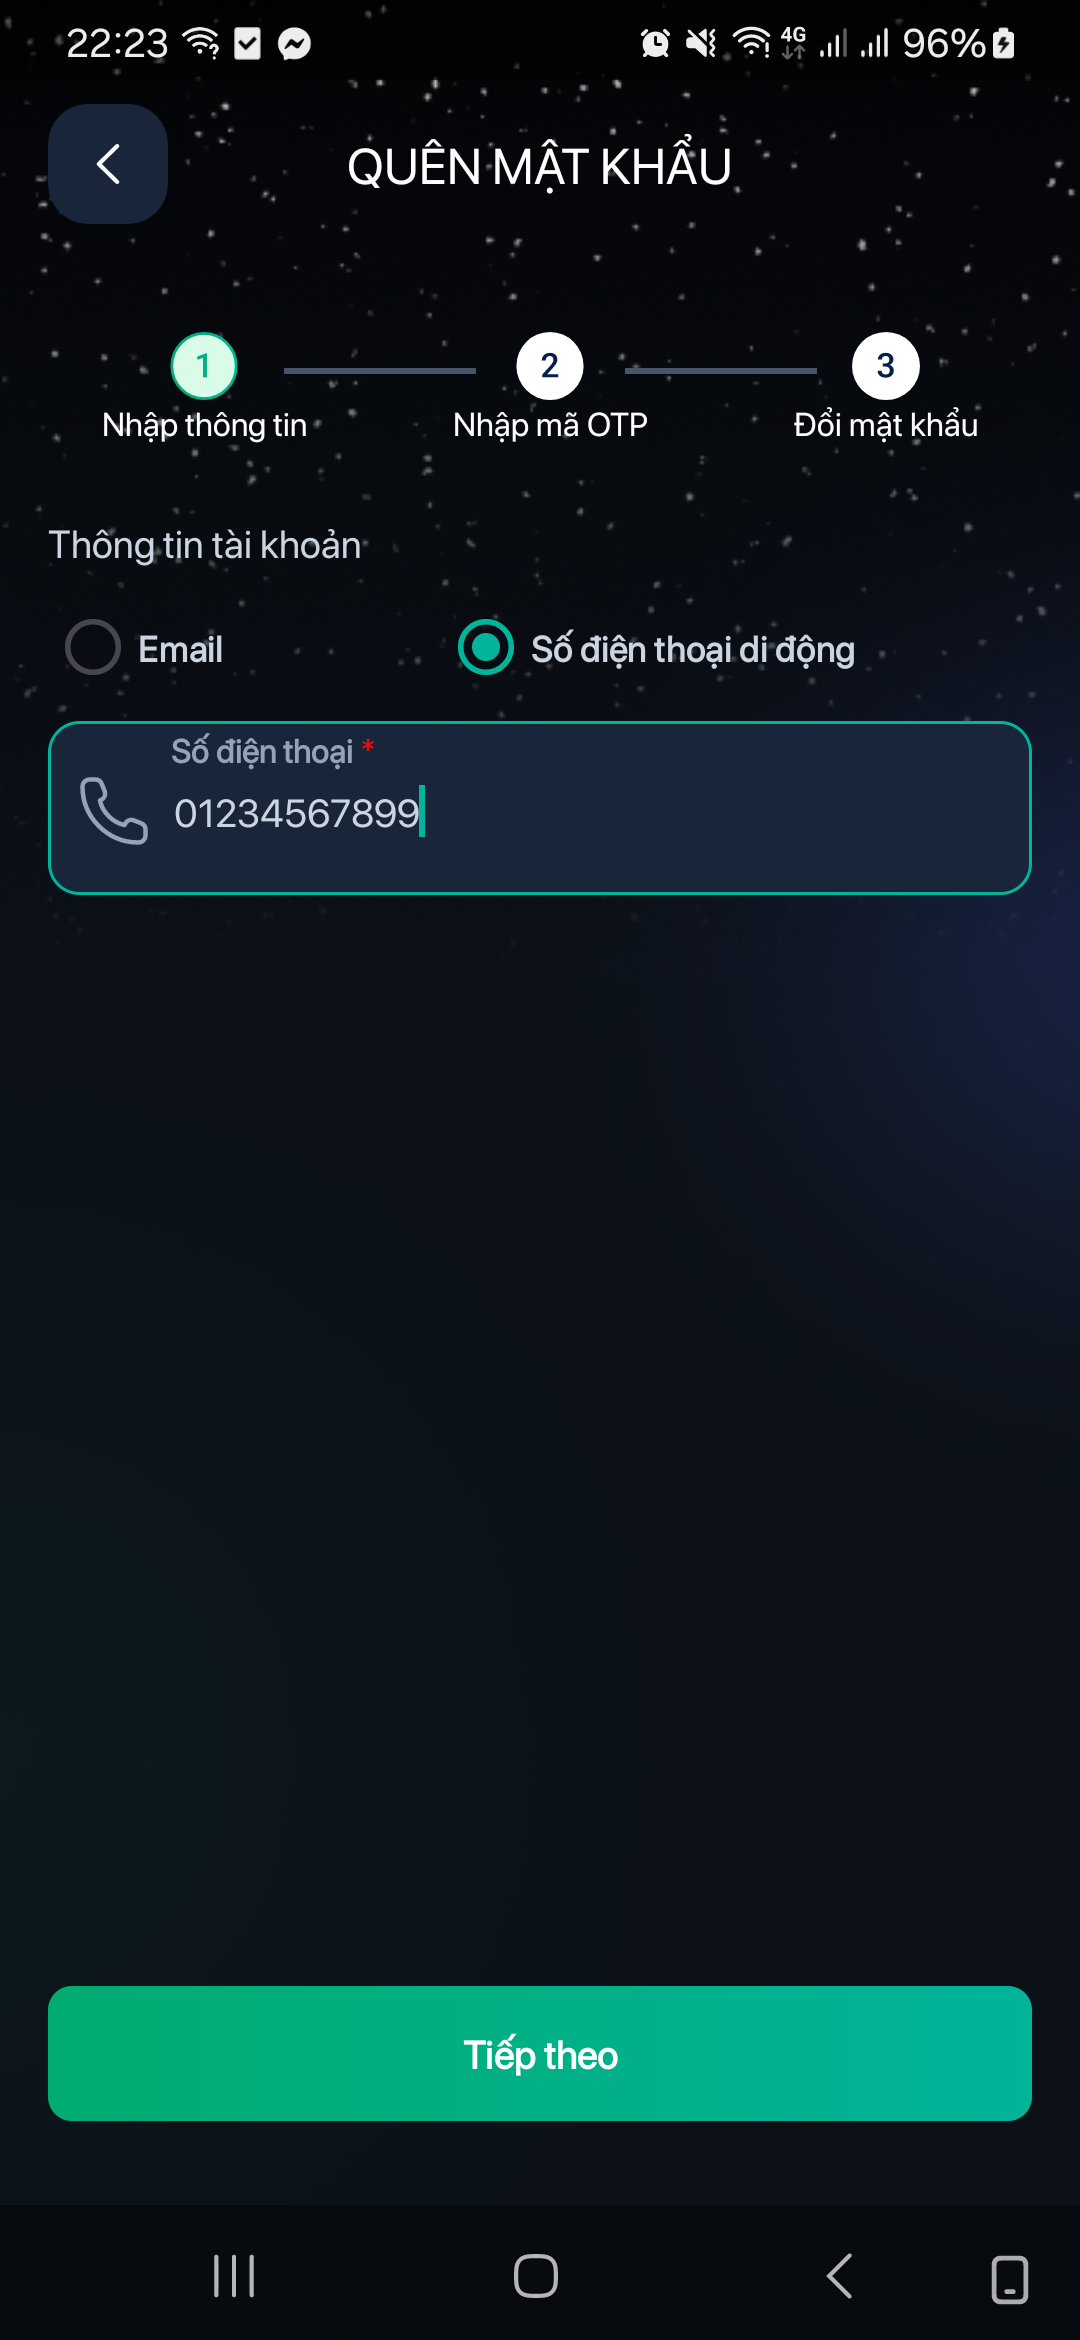 22:23 4G 96%
QUÊN MẬT KHẨU
1 2 3
Nhập thông tin Nhập mã OTP Đổi mật khẩu
Thông tin tài khoản
Email Số điện thoại di động
Số điện thoại *
01234567899
Tiếp theo